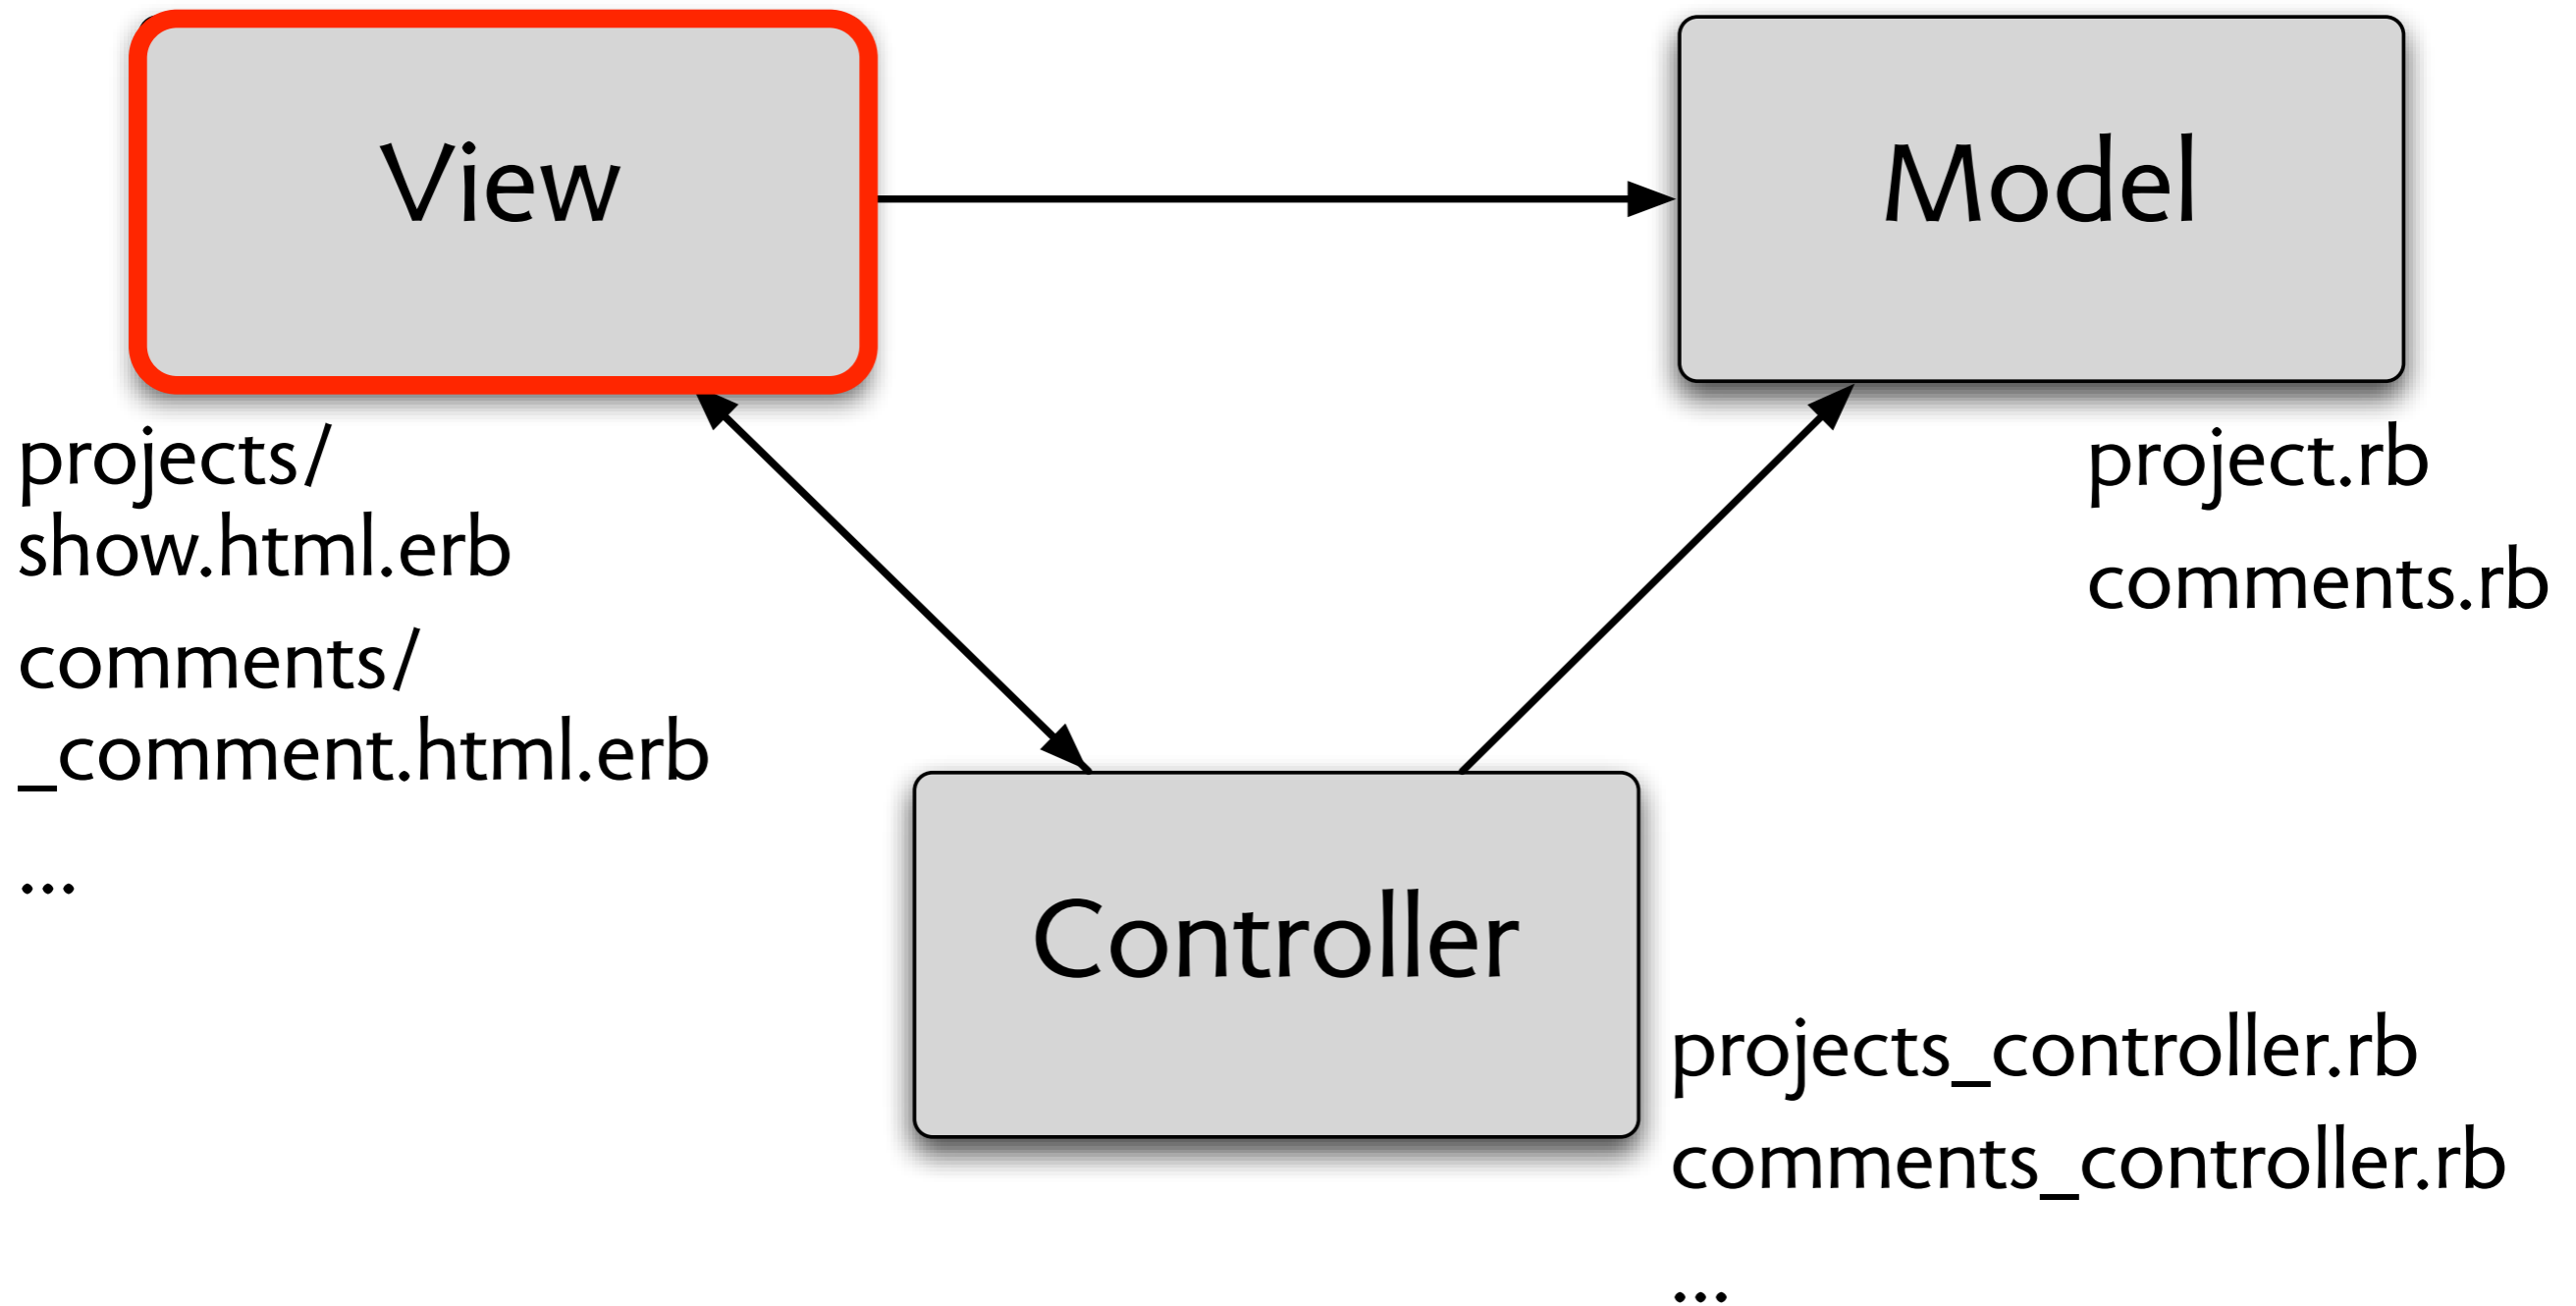 View
Model
projects/
show.html.erb
comments/
_comment.html.erb
...
project.rb
comments.rb
Controller
projects_controller.rb
comments_controller.rb
...